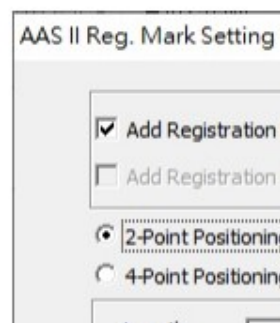 AAS II Reg. Mark Setting
Add Registration
Add Registration
2-Point Positioning
4-Point Positioning